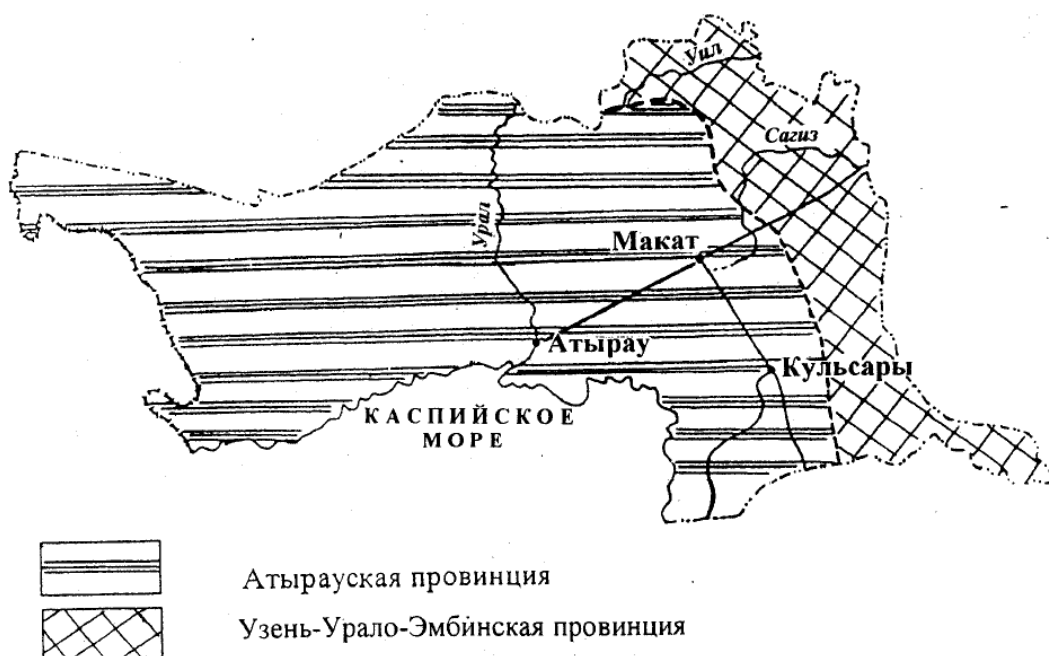 Уил
Сагиз
Урал
Макат
Атырау
Кульсары
КАСПИЙСКОЕ
МОРЕ
Атырауская провинция
Узень-Урало-Эмбинская провинция